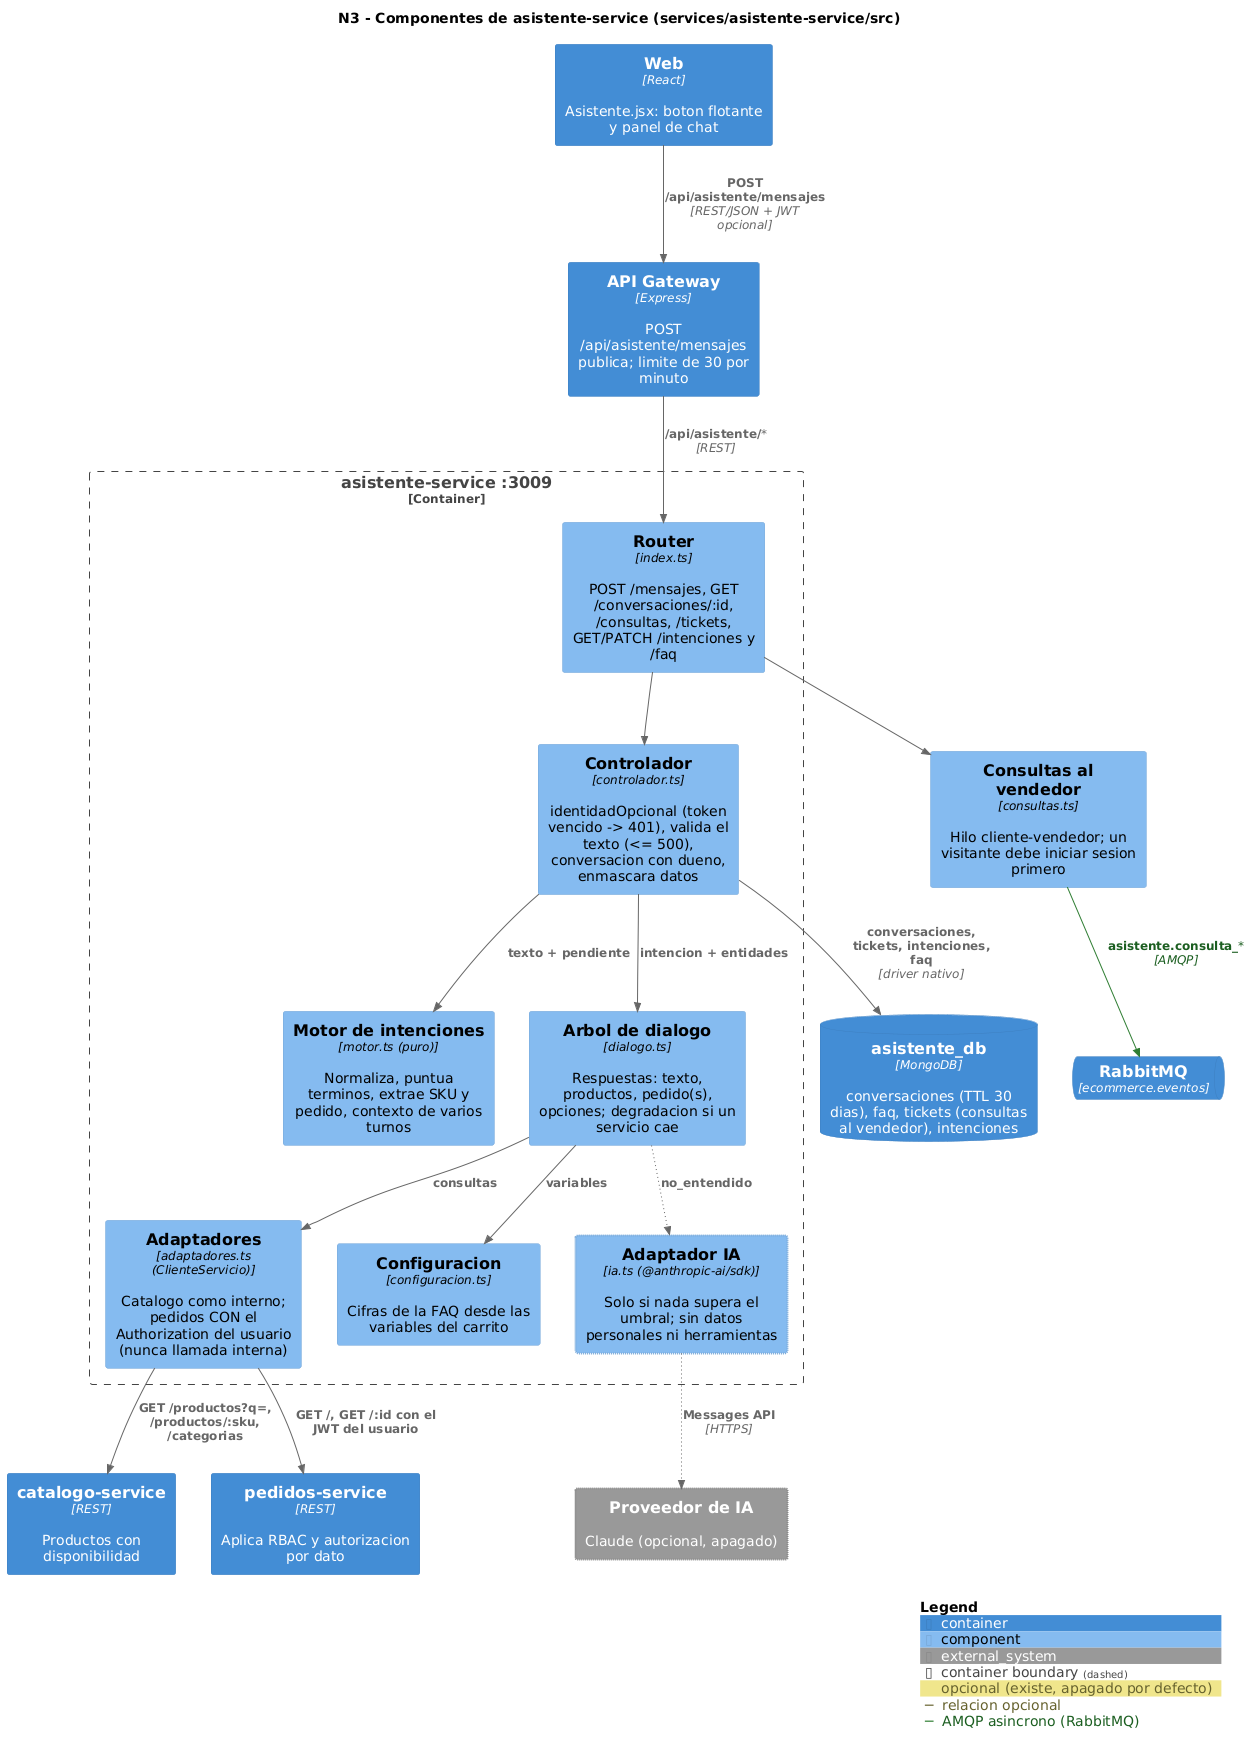 N3 - Componentes de asistente-service (services/asistente-service/src)
Web
[React]
Asistente.jsx: boton flotante
y panel de chat
POST
/api/asistente/mensajes
[REST/JSON + JWT
opcional]
API Gateway
[Express]
POST
/api/asistente/mensajes
publica; limite de 30 por
minuto
/api/asistente/*
[REST]
asistente-service :3009
[Container]
Router
[index.ts]
POST /mensajes, GET
/conversaciones/:id,
/consultas, /tickets,
GET/PATCH /intenciones y
/faq
Controlador
[controlador.ts]
identidadOpcional (token
vencido -> 401), valida el
texto (<= 500),
conversacion con dueno,
enmascara datos
Consultas al
vendedor
[consultas.ts]
Hilo cliente-vendedor; un
visitante debe iniciar sesion
primero
texto + pendiente
intencion + entidades
conversaciones,
tickets, intenciones,
faq
[driver nativo]
asistente.consulta_*
[AMQP]
Motor de intenciones
[motor.ts (puro)]
Normaliza, puntua
terminos, extrae SKU y
pedido, contexto de varios
turnos
Arbol de dialogo
[dialogo.ts]
Respuestas: texto,
productos, pedido(s),
opciones; degradacion si un
servicio cae
asistente_db
[MongoDB]
conversaciones (TTL 30
dias), faq, tickets (consultas
al vendedor), intenciones
RabbitMQ
[ecommerce.eventos]
consultas
variables
no_entendido
Adaptadores
[adaptadores.ts
(ClienteServicio)]
Catalogo como interno;
pedidos CON el
Authorization del usuario
(nunca llamada interna)
Configuracion
[configuracion.ts]
Cifras de la FAQ desde las
variables del carrito
Adaptador IA
[ia.ts (@anthropic-ai/sdk)]
Solo si nada supera el
umbral; sin datos
personales ni herramientas
GET /productos?q=,
/productos/:sku,
/categorias
GET /, GET /:id con el
JWT del usuario
Messages API
[HTTPS]
catalogo-service
[REST]
Productos con
disponibilidad
pedidos-service
[REST]
Aplica RBAC y autorizacion
por dato
Proveedor de IA
Claude (opcional, apagado)
Legend
container
component
external_system
container boundary (dashed)
opcional (existe, apagado por defecto)
relacion opcional
AMQP asincrono (RabbitMQ)